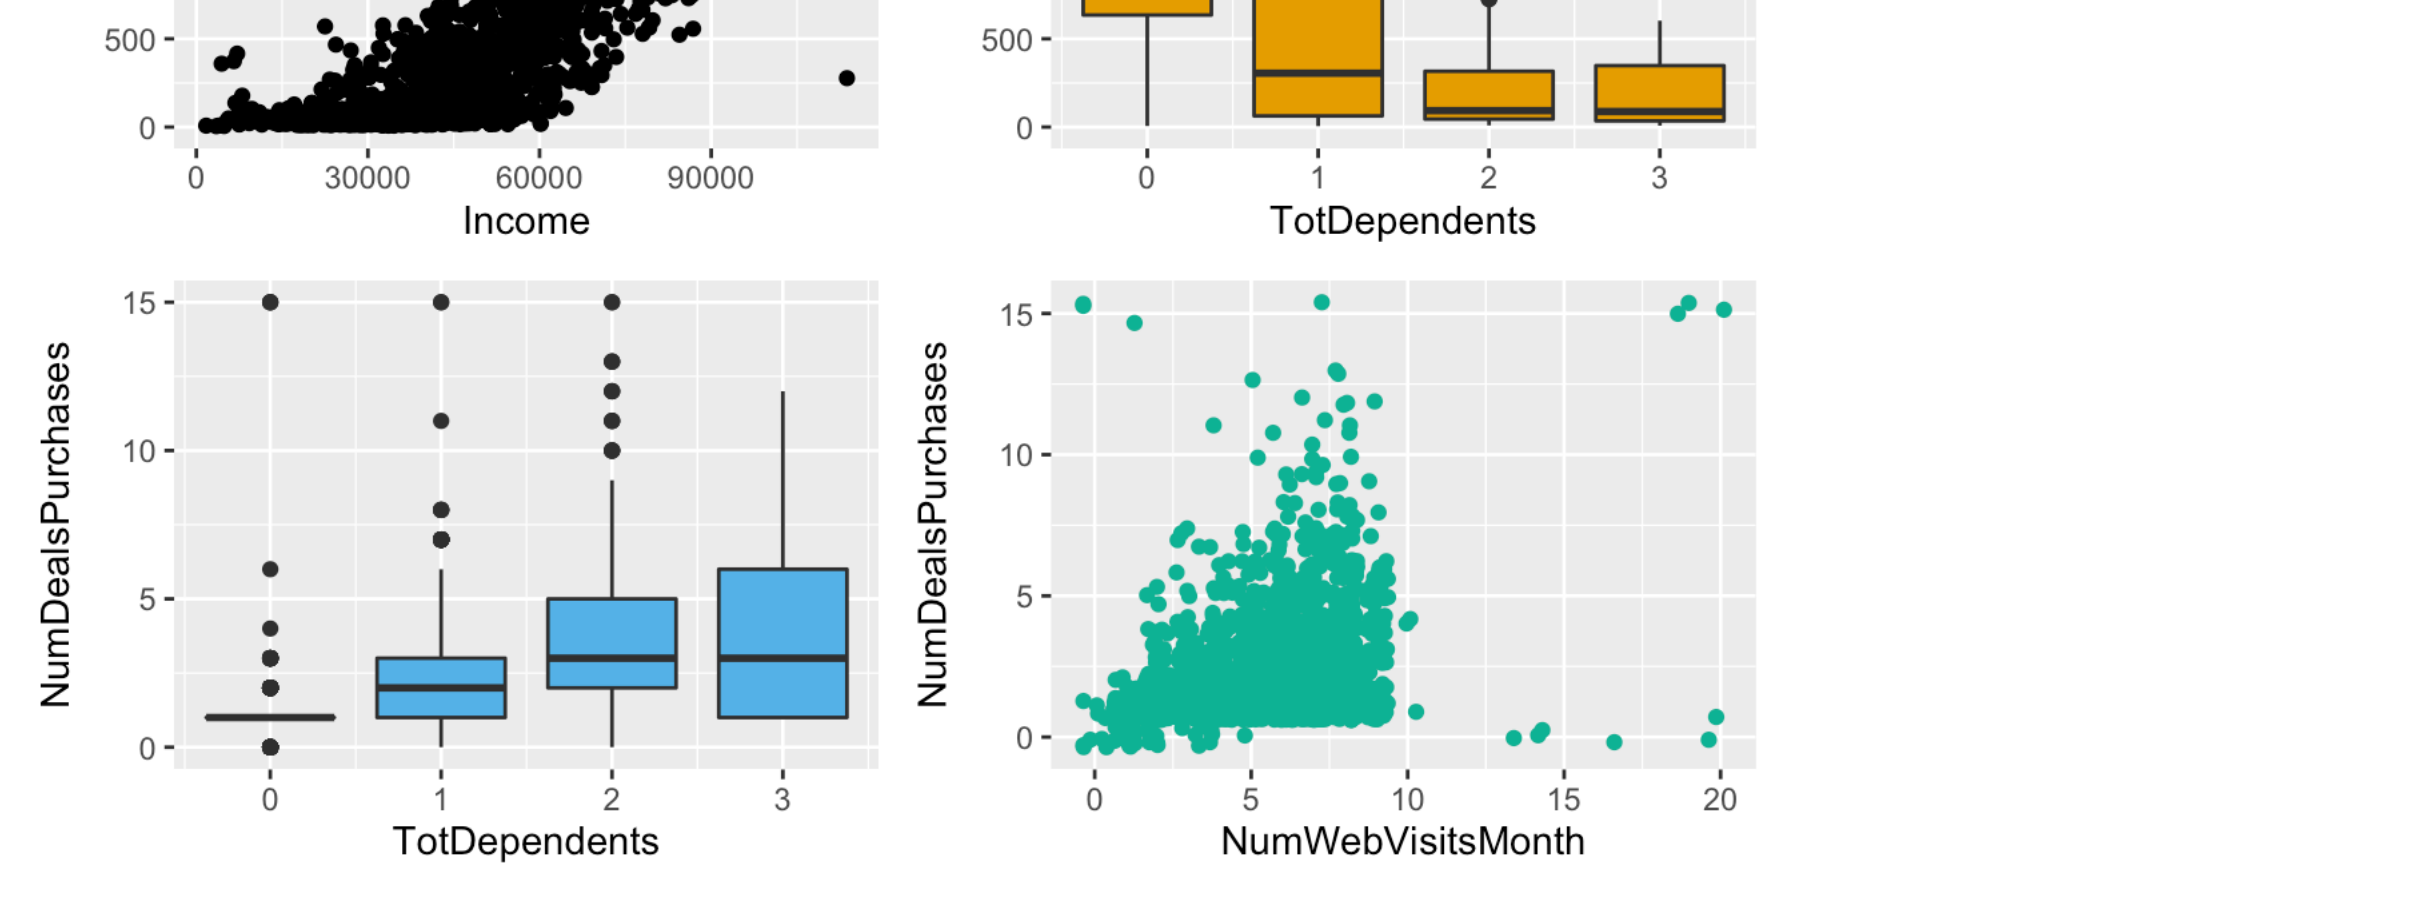 500
0
0 30000 60000 90000
Income
500
0
0 1 2 3
TotDependents
NumDealsPurchases
15
10
5
0
0 1 2 3
TotDependents
NumDealsPurchases
15
10
5
0
0 5 10 15 20
NumWebVisitsMonth